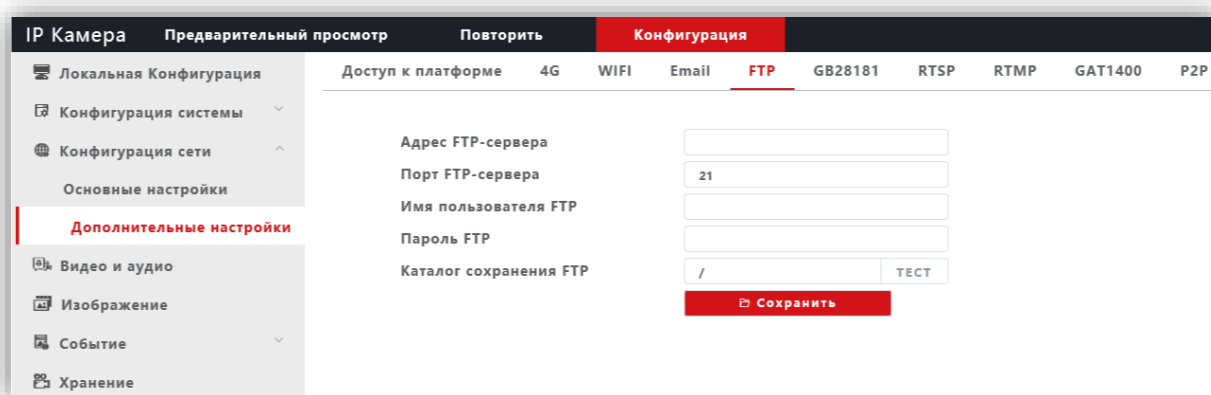 IP Камера Предварительный просмотр Повторить Конфигурация
Локальная Конфигурация
Конфигурация системы
Конфигурация сети
Основные настройки
Дополнительные настройки
Видео и аудио
Изображение
Событие
Хранение
Доступ к платформе 4G WIFI Email FTP GB28181 RTSP RTMP GAT1400 P2P
Адрес FTP-сервера
Порт FTP-сервера 21
Имя пользователя FTP
Пароль FTP
Каталог сохранения FTP / ТЕСТ
Сохранить